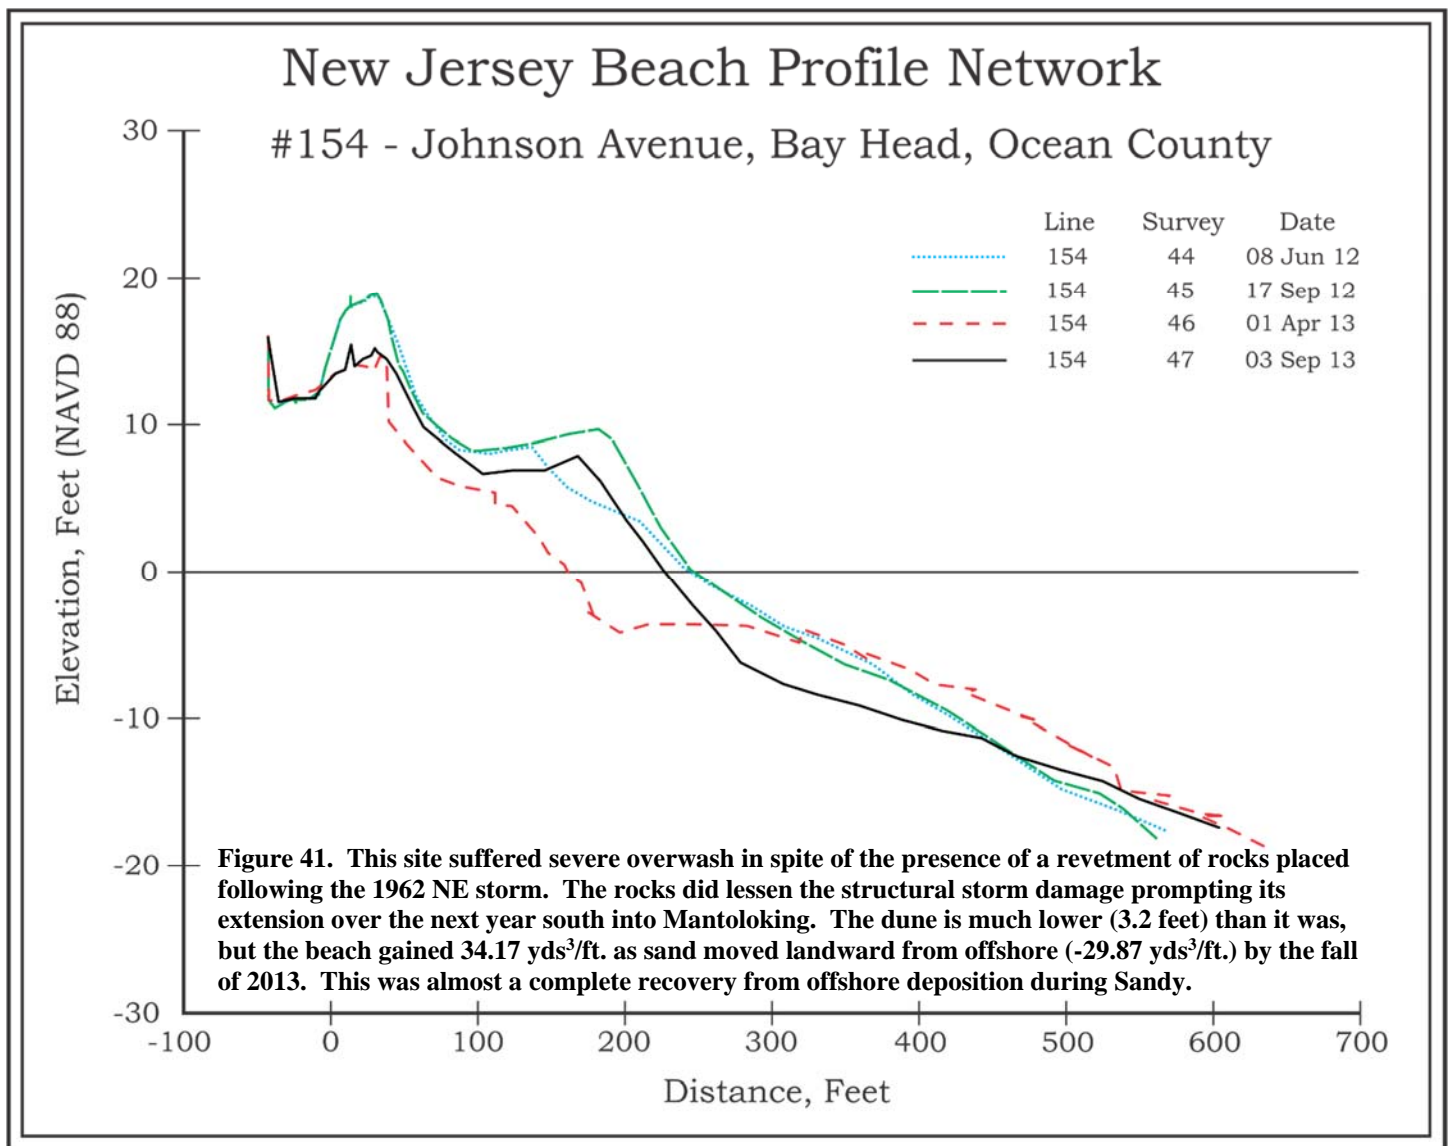 New Jersey Beach Profile Network
#154 - Johnson Avenue, Bay Head, Ocean County
Line Survey Date
154 44 08 Jun 12
154 45 17 Sep 12
154 46 01 Apr 13
154 47 03 Sep 13
Elevation, Feet (NAVD 88)
30
20
10
0
-10
-20
-30
Figure 41. This site suffered severe overwash in spite of the presence of a revetment of rocks placed
following the 1962 NE storm. The rocks did lessen the structural storm damage prompting its
extension over the next year south into Mantoloking. The dune is much lower (3.2 feet) than it was,
but the beach gained 34.17 yds³/ft. as sand moved landward from offshore (-29.87 yds³/ft.) by the fall
of 2013. This was almost a complete recovery from offshore deposition during Sandy.
-100 0 100 200 300 400 500 600 700
Distance, Feet